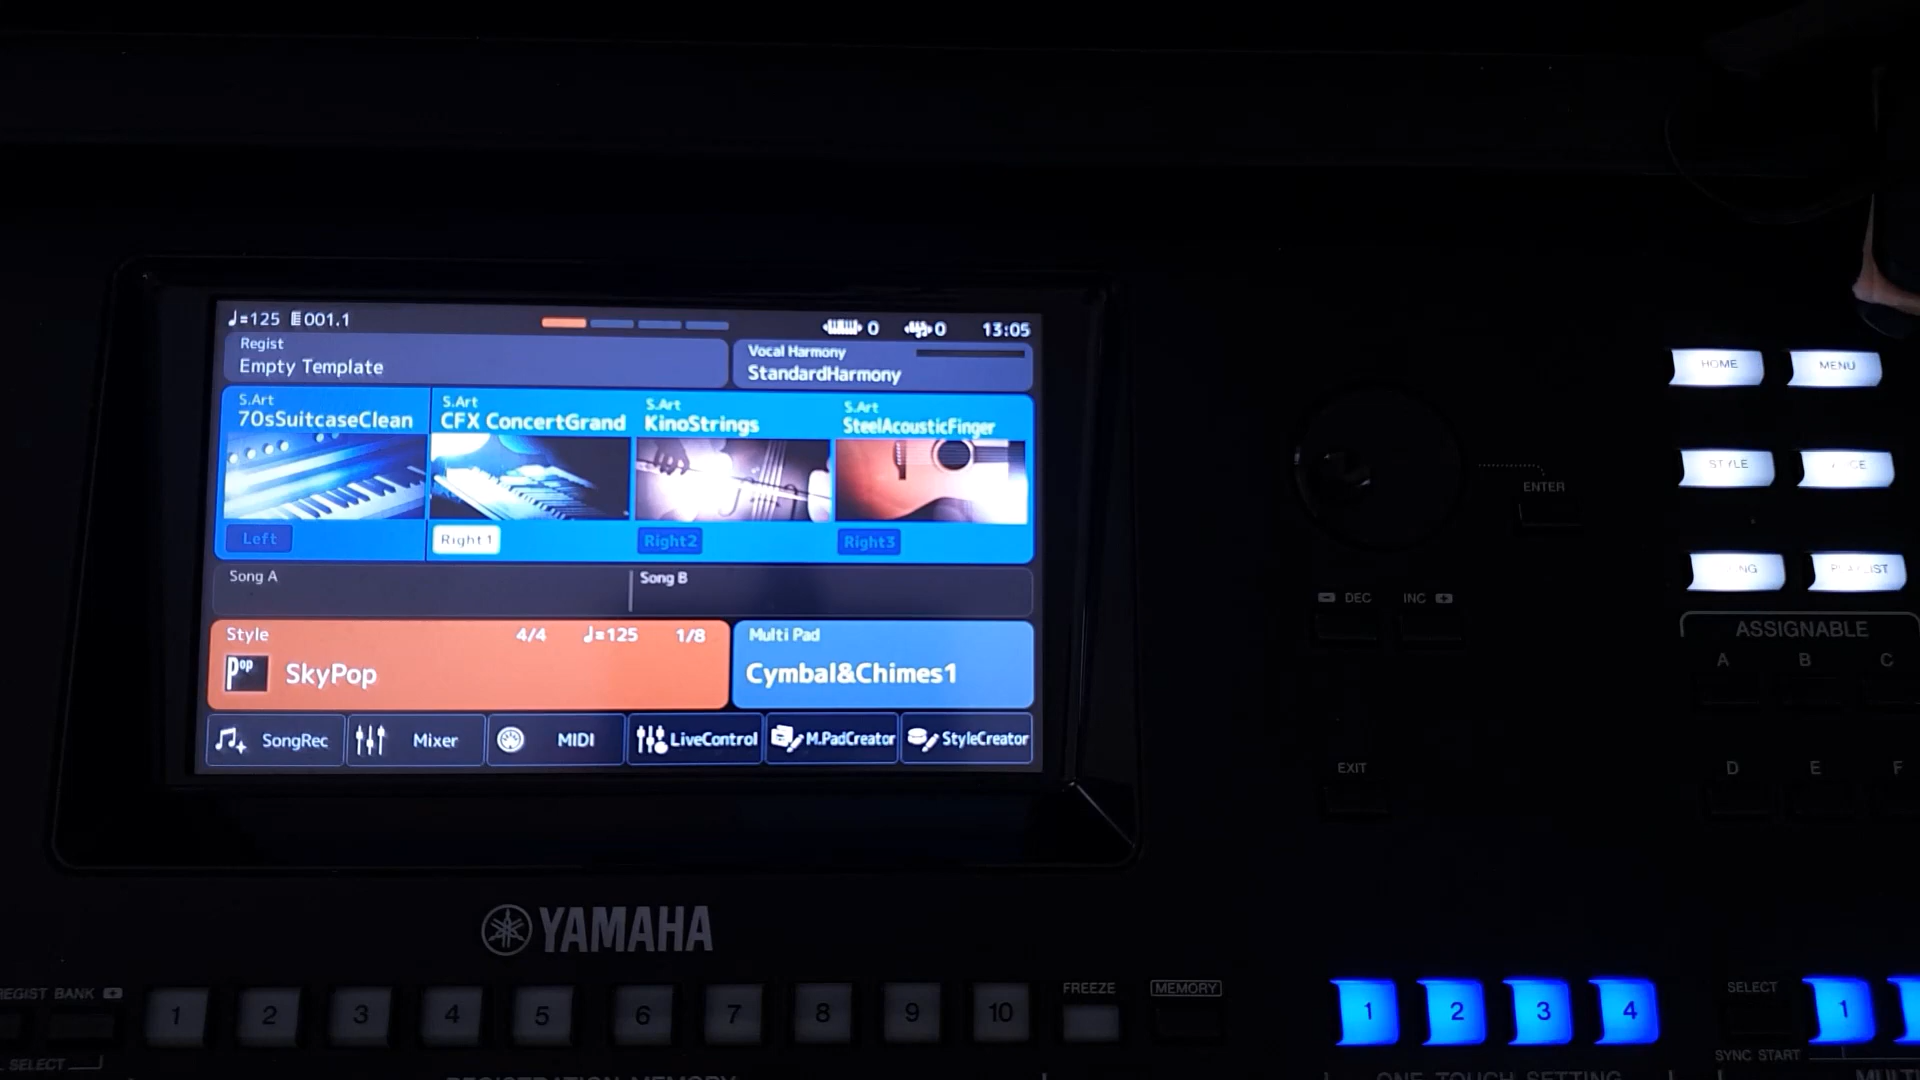 ♩=125 001.1
0 0 13:05
Regist
Empty Template
Vocal Harmony
StandardHarmony
S.Art
70sSuitcaseClean
S.Art
CFX ConcertGrand
S.Art
KinoStrings
S.Art
SteelAcousticFinger
Left
Right1
Right2
Right3
Song A
Song B
Style 4/4 ♩=125 1/8
Pop
SkyPop
Multi Pad
Cymbal&Chimes1
SongRec
Mixer
MIDI
LiveControl
M.PadCreator
StyleCreator
HOME
MENU
STYLE
ENTER
DEC
INC
ASSIGNABLE
A B C
EXIT
D E F
YAMAHA
BANK
1 2 3 4 5 6 7 8 9 10
FREEZE
MEMORY
1 2 3 4
SELECT
1
SELECT
SYNC START
ONE TOUCH SETTING